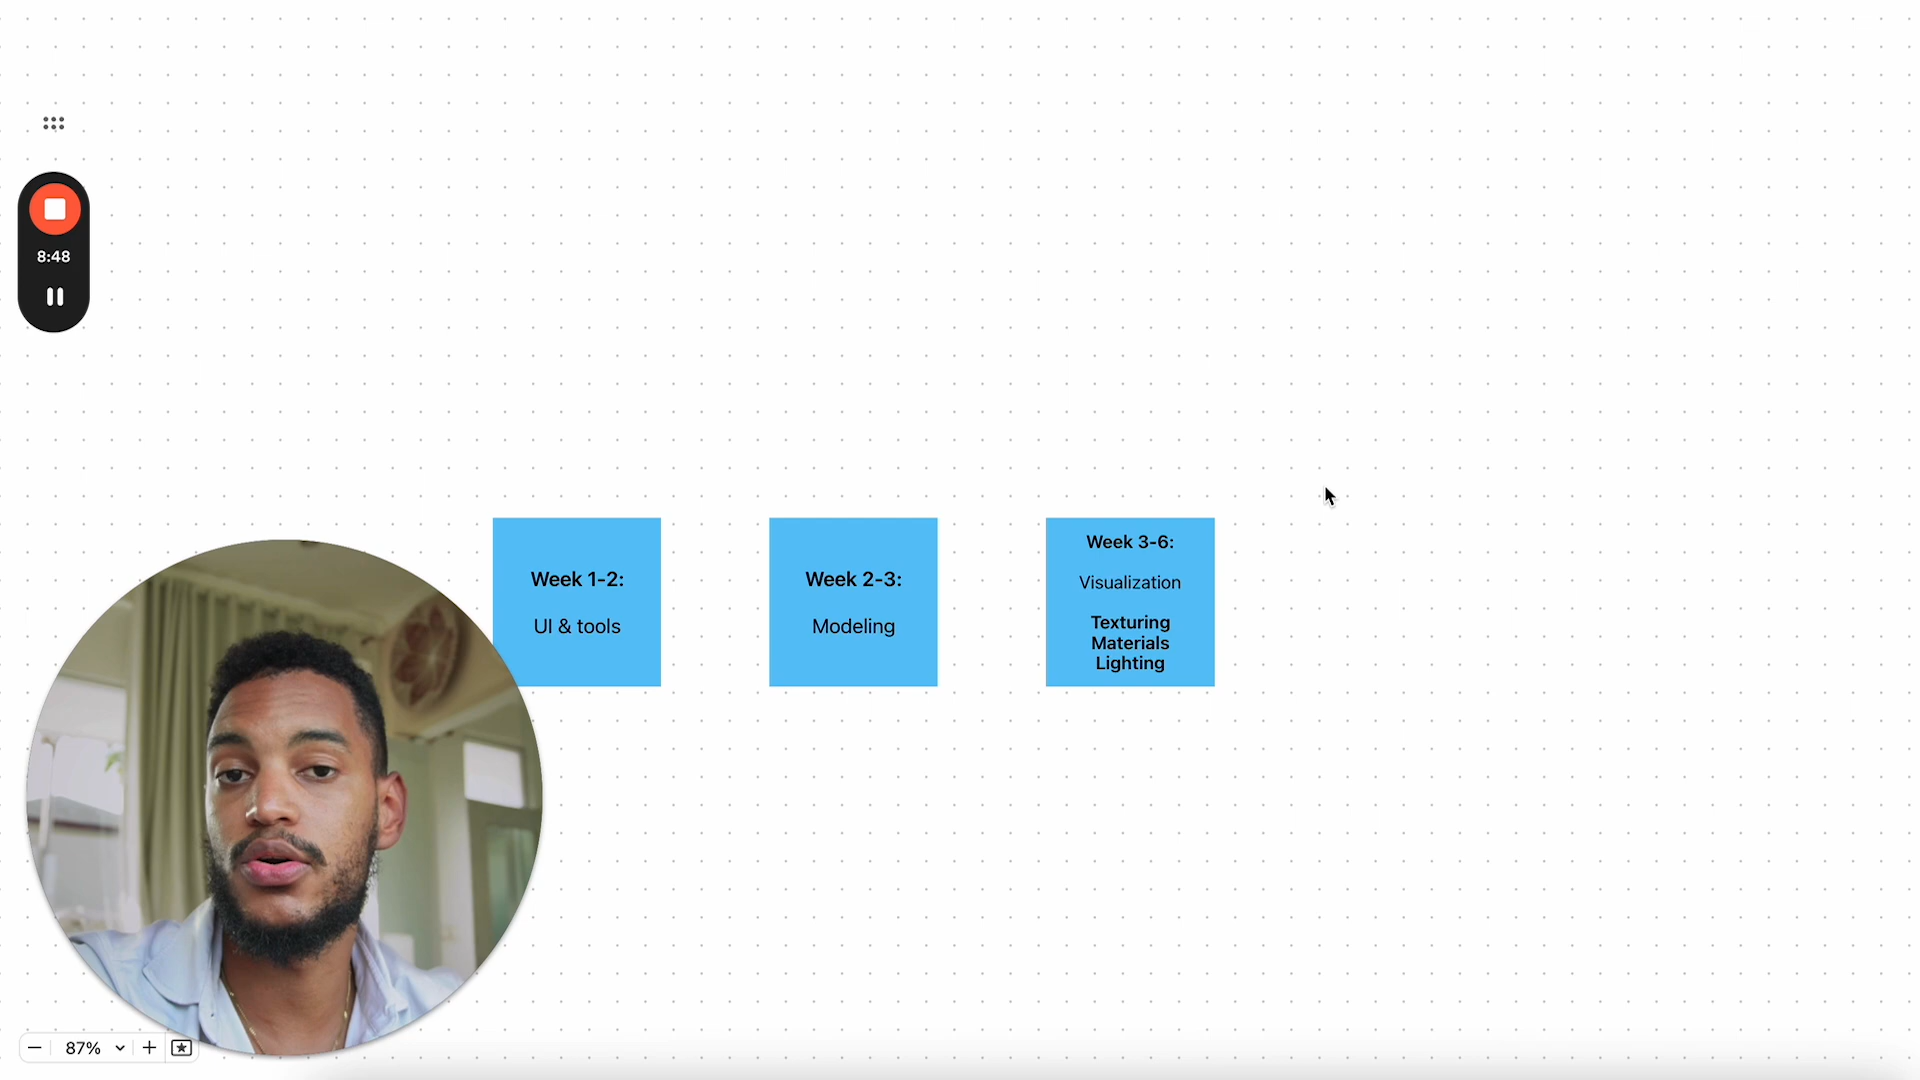 8:48
Week 1-2:
UI & tools
Week 2-3:
Modeling
Week 3-6:
Visualization
Texturing
Materials
Lighting
87%